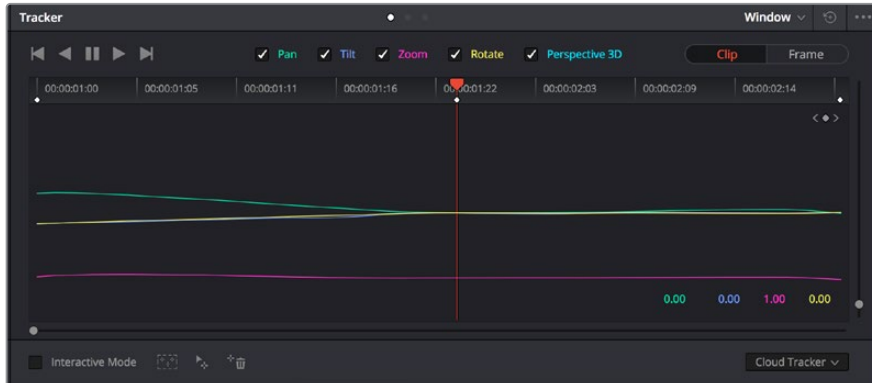 Tracker Window
Pan Tilt Zoom Rotate Perspective 3D Clip Frame
00:00:01:00 00:00:01:05 00:00:01:11 00:00:01:16 00:00:01:22 00:00:02:03 00:00:02:09 00:00:02:14
0.00 0.00 1.00 0.00
Interactive Mode Cloud Tracker